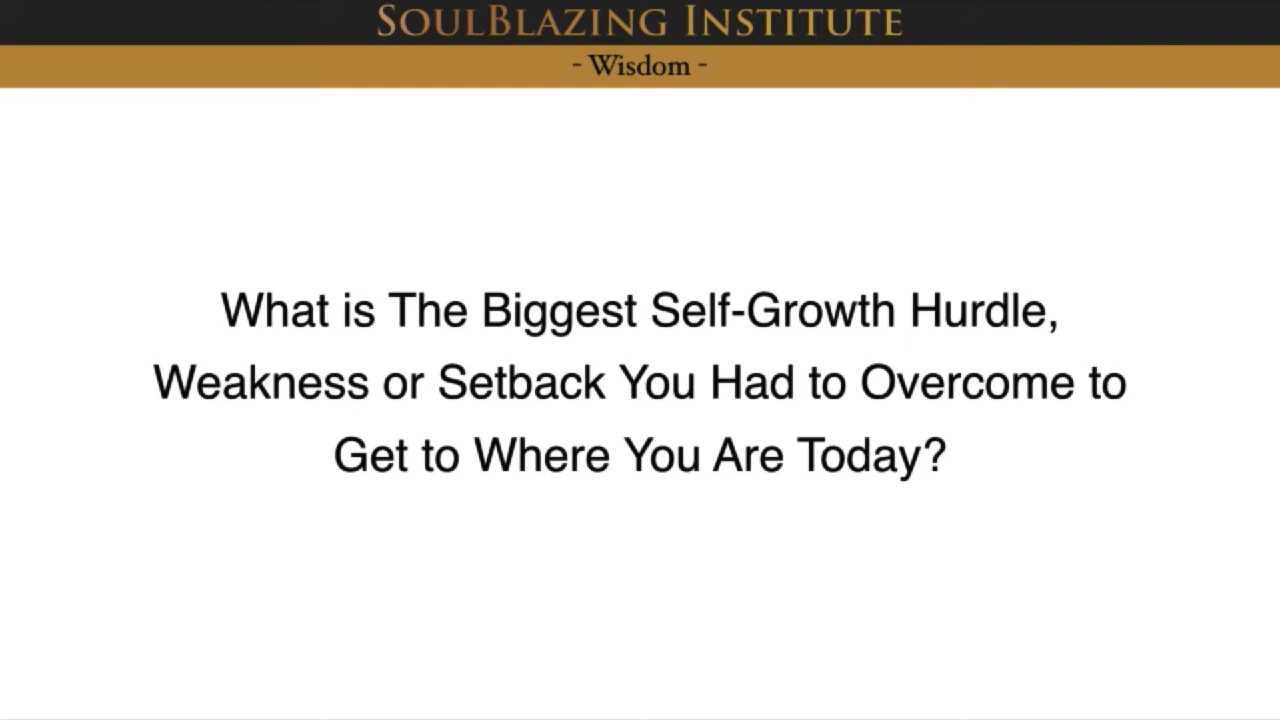 SOULBLAZING INSTITUTE
- Wisdom -
What is The Biggest Self-Growth Hurdle,
Weakness or Setback You Had to Overcome to
Get to Where You Are Today?